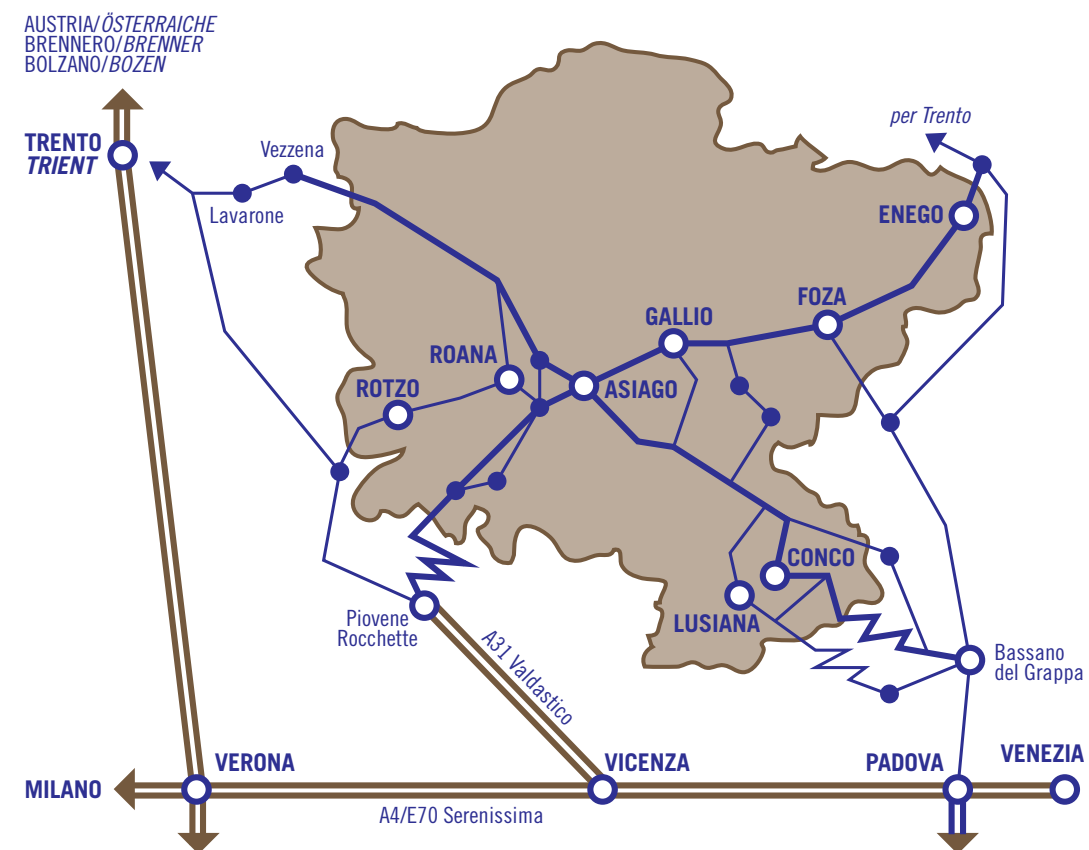 AUSTRIA/ÖSTERRAICHE
BRENNERO/BRENNER
BOLZANO/BOZEN
per Trento
TRENTO
TRIENT
Vezzena
Lavarone
ENEGO
FOZA
GALLIO
ROANA
ROTZO
ASIAGO
CONCO
LUSIANA
Piovene
Rocchette
A31 Valdastico
Bassano
del Grappa
VERONA
VICENZA
PADOVA
VENEZIA
MILANO
A4/E70 Serenissima